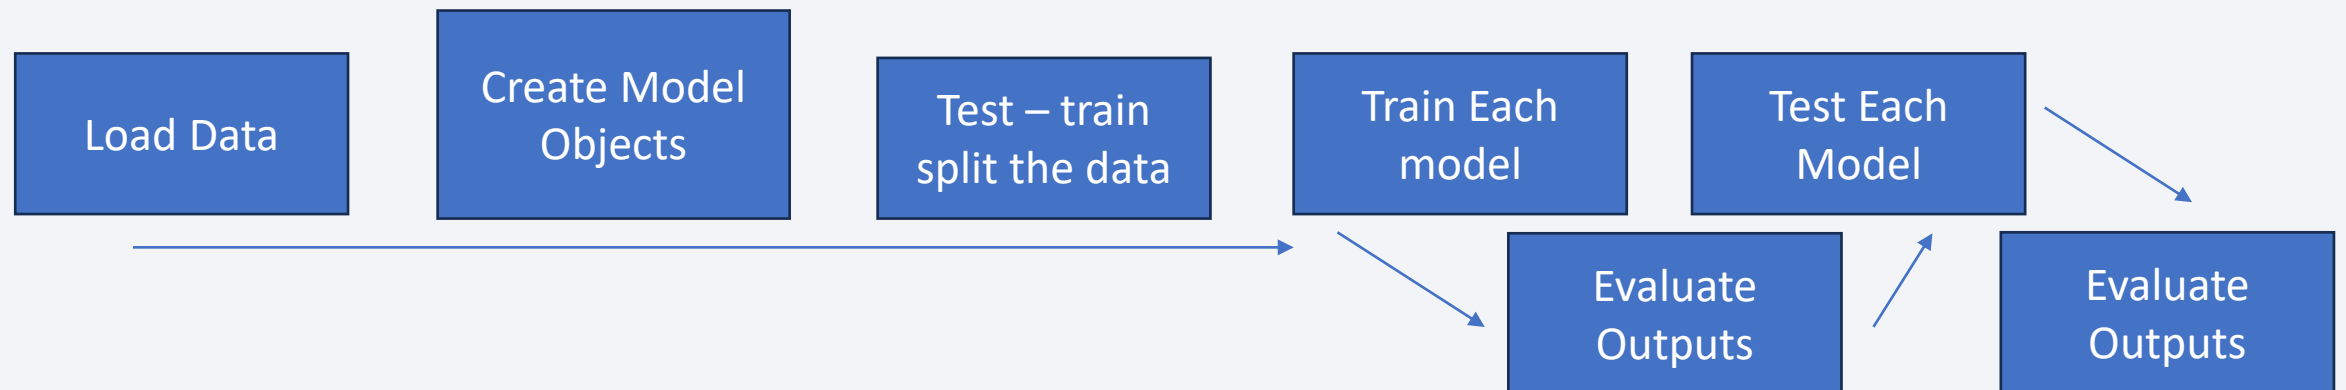 Load Data
Create Model
Objects
Test – train
split the data
Train Each
model
Evaluate
Outputs
Test Each
Model
Evaluate
Outputs